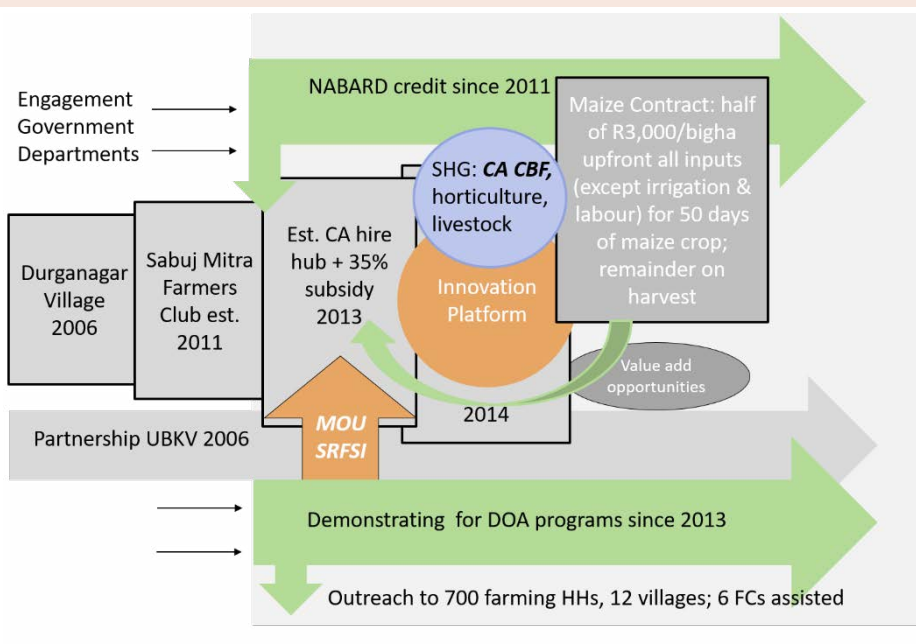 NABARD credit since 2011
Engagement
Government
Departments
Maize Contract: half
of R3,000/bigha
upfront all inputs
(except irrigation &
labour) for 50 days
of maize crop;
remainder on
harvest
SHG: CA CBF,
horticulture,
livestock
Durganagar
Village
2006
Sabuj Mitra
Farmers
Club est.
2011
Est. CA hire
hub + 35%
subsidy
2013
Innovation
Platform
2014
Value add
opportunities
Partnership UBKV 2006
MOU
SRFSI
Demonstrating for DOA programs since 2013
Outreach to 700 farming HHs, 12 villages; 6 FCs assisted